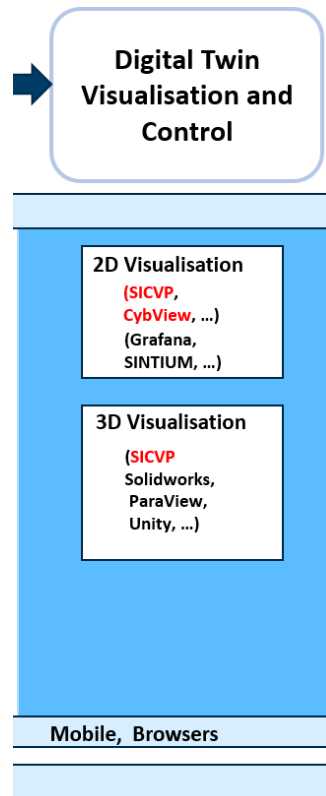 Digital Twin
Visualisation and
Control
2D Visualisation
(SICVP,
CybView, ...)
(Grafana,
SINTIUM, ...)
3D Visualisation
(SICVP
Solidworks,
ParaView,
Unity, ...)
Mobile, Browsers